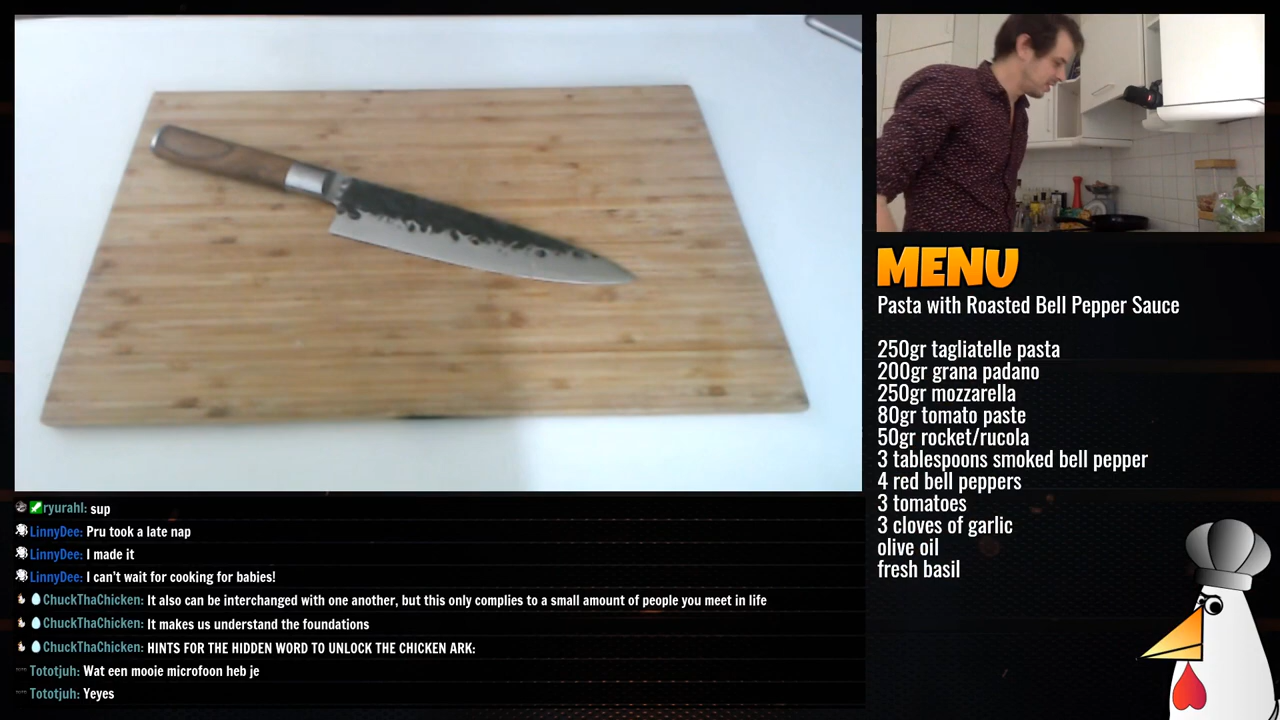 MENU
Pasta with Roasted Bell Pepper Sauce
250gr tagliatelle pasta
200gr grana padano
250gr mozzarella
80gr tomato paste
50gr rocket/rucola
3 tablespoons smoked bell pepper
4 red bell peppers
3 tomatoes
3 cloves of garlic
olive oil
fresh basil
ryurahl: sup
LinnyDee: Pru took a late nap
LinnyDee: I made it
LinnyDee: I can't wait for cooking for babies!
ChuckThaChicken: It also can be interchanged with one another, but this only complies to a small amount of people you meet in life
ChuckThaChicken: It makes us understand the foundations
ChuckThaChicken: HINTS FOR THE HIDDEN WORD TO UNLOCK THE CHICKEN ARK:
Tototjuh: Wat een mooie microfoon heb je
Tototjuh: Yeyes